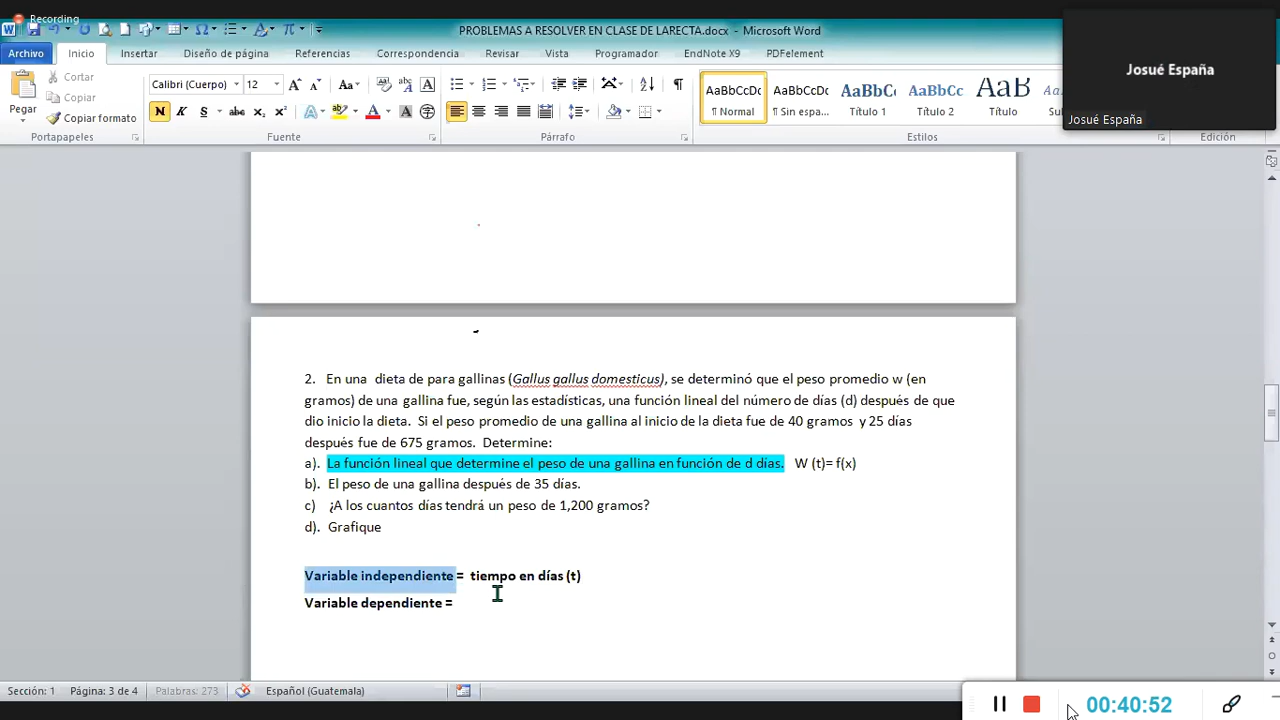 Recording
PROBLEMAS A RESOLVER EN CLASE DE LARECTA.docx - Microsoft Word
Archivo Inicio Insertar Diseño de página Referencias Correspondencia Revisar Vista Programador EndNote X9 PDFelement
Josué España
Josué España
Pegar
Cortar
Copiar
Copiar formato
Calibri (Cuerpo) 12
N K S abc x₂ x²
AaBbCcDc AaBbCcDc AaBbCc AaBbCc AaB
¶ Normal ¶ Sin espa... Título 1 Título 2 Título
Portapapeles Fuente Párrafo Estilos Edición
2. En una dieta de para gallinas (Gallus gallus domesticus), se determinó que el peso promedio w (en
gramos) de una gallina fue, según las estadísticas, una función lineal del número de días (d) después de que
dio inicio la dieta. Si el peso promedio de una gallina al inicio de la dieta fue de 40 gramos y 25 días
después fue de 675 gramos. Determine:
a). La función lineal que determine el peso de una gallina en función de d días. W (t)= f(x)
b). El peso de una gallina después de 35 días.
c) ¿A los cuantos días tendrá un peso de 1,200 gramos?
d). Grafique
Variable independiente = tiempo en días (t)
Variable dependiente =
Sección: 1 Página: 3 de 4 Palabras: 273 Español (Guatemala)
00:40:52